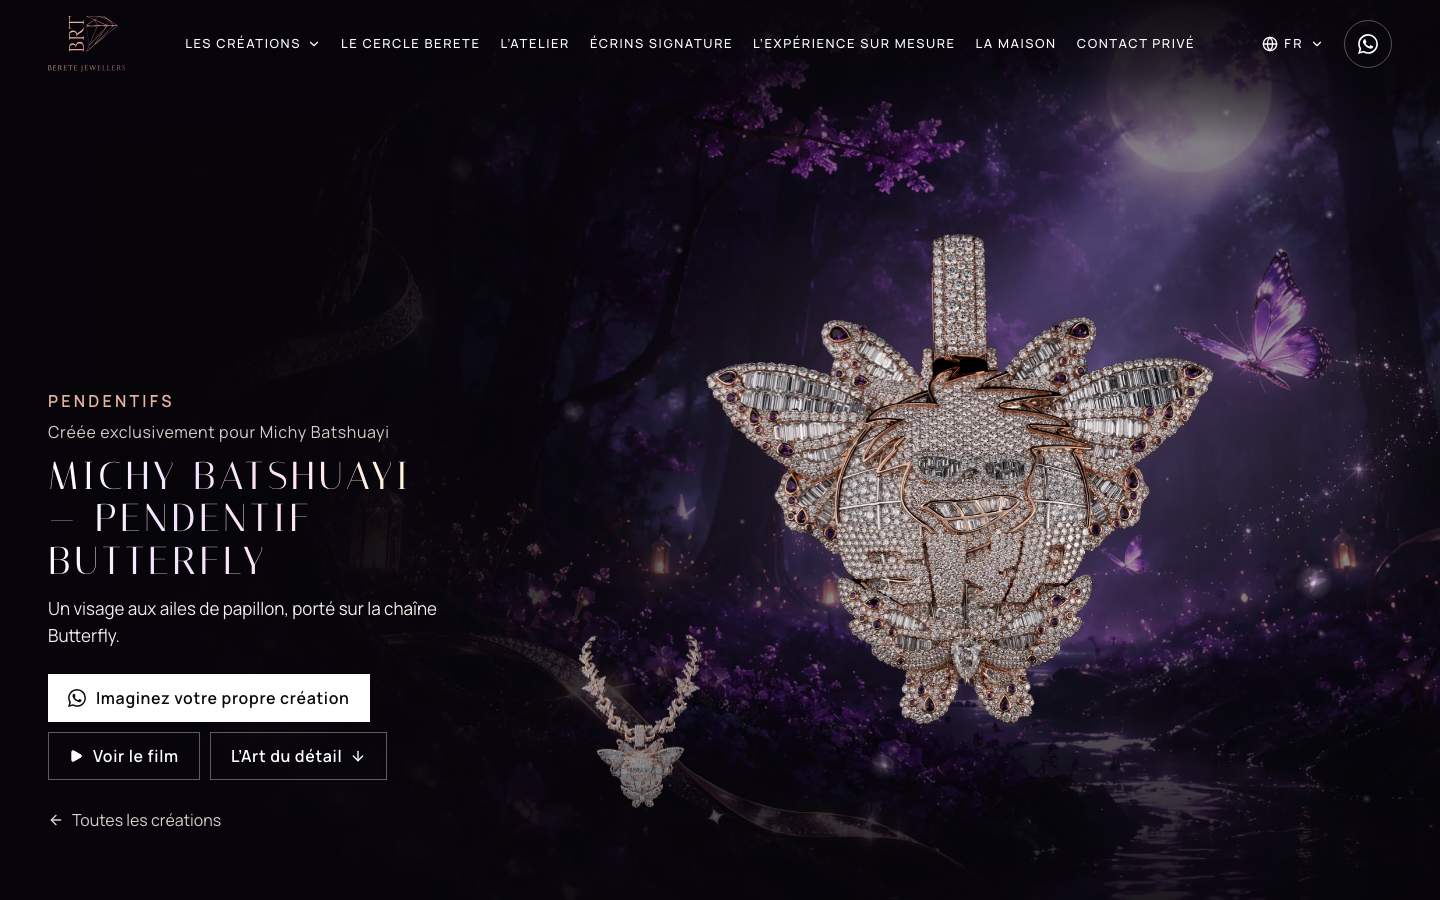 BRT
BERETE JEWELLERS
LES CRÉATIONS
LE CERCLE BERETE
L’ATELIER
ÉCRINS SIGNATURE
L’EXPÉRIENCE SUR MESURE
LA MAISON
CONTACT PRIVÉ
FR
PENDENTIFS
Créée exclusivement pour Michy Batshuayi
MICHY BATSHUAYI
— PENDENTIF
BUTTERFLY
Un visage aux ailes de papillon, porté sur la chaîne
Butterfly.
Imaginez votre propre création
Voir le film
L’Art du détail
Toutes les créations